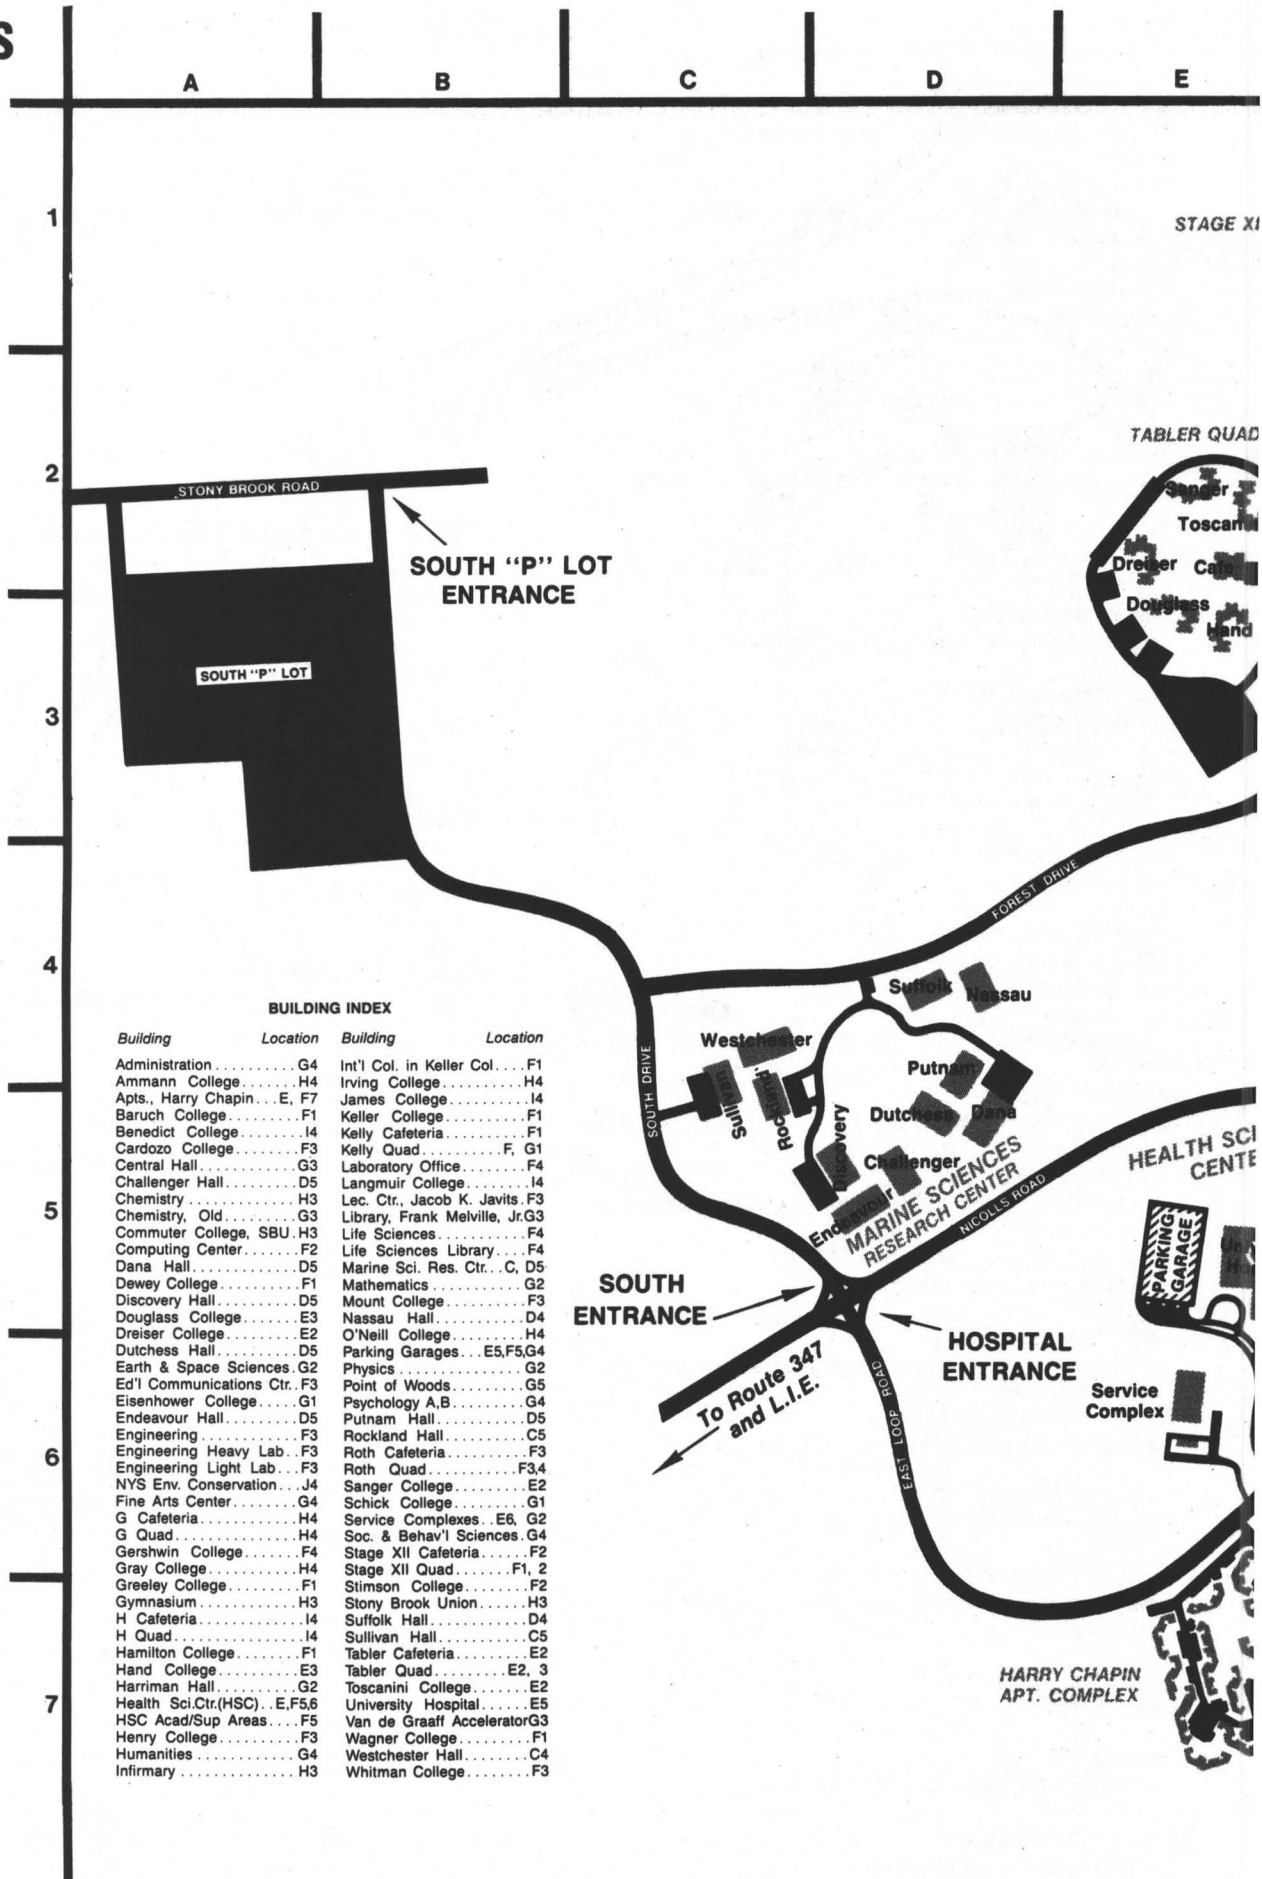 S
A B C D E
1
STAGE XI
TABLER QUAD
2
STONY BROOK ROAD
Sanger
Toscan
SOUTH "P" LOT
ENTRANCE
Dreiser Cafe
Douglass
Hand
SOUTH "P" LOT
3
FOREST DRIVE
4
Suffolk Nassau
BUILDING INDEX
Building Location Building Location
Administration . . . . . . . . . . G4 Int'l Col. in Keller Col. . . . F1
Ammann College . . . . . . . H4 Irving College . . . . . . . . . . H4
Apts., Harry Chapin . . . E, F7 James College . . . . . . . . . . I4
Baruch College . . . . . . . . . F1 Keller College . . . . . . . . . . F1
Benedict College . . . . . . . . I4 Kelly Cafeteria . . . . . . . . . . F1
Cardozo College . . . . . . . . F3 Kelly Quad . . . . . . . . . . F, G1
Central Hall . . . . . . . . . . . . G3 Laboratory Office . . . . . . . . F4
Challenger Hall . . . . . . . . . D5 Langmuir College . . . . . . . . I4
Chemistry . . . . . . . . . . . . H3 Lec. Ctr., Jacob K. Javits . F3
Chemistry, Old . . . . . . . . . G3 Library, Frank Melville, Jr. G3
Commuter College, SBU . H3 Life Sciences . . . . . . . . . . . F4
Computing Center . . . . . . . F2 Life Sciences Library . . . . F4
Dana Hall . . . . . . . . . . . . . D5 Marine Sci. Res. Ctr. . . C, D5
Dewey College . . . . . . . . . F1 Mathematics . . . . . . . . . . . G2
Discovery Hall . . . . . . . . . . D5 Mount College . . . . . . . . . . F3
Douglass College . . . . . . . E3 Nassau Hall . . . . . . . . . . . D4
Dreiser College . . . . . . . . . E2 O'Neill College . . . . . . . . . . H4
Dutchess Hall . . . . . . . . . . D5 Parking Garages . . . E5,F5,G4
Earth & Space Sciences . G2 Physics . . . . . . . . . . . . . . G2
Ed'l Communications Ctr. . F3 Point of Woods . . . . . . . . . G5
Eisenhower College . . . . . G1 Psychology A,B . . . . . . . . . G4
Endeavour Hall . . . . . . . . . D5 Putnam Hall . . . . . . . . . . . D5
Engineering . . . . . . . . . . . . F3 Rockland Hall . . . . . . . . . . C5
Engineering Heavy Lab . . F3 Roth Cafeteria . . . . . . . . . . F3
Engineering Light Lab . . . F3 Roth Quad . . . . . . . . . . . F3,4
NYS Env. Conservation . . . J4 Sanger College . . . . . . . . . E2
Fine Arts Center . . . . . . . . G4 Schick College . . . . . . . . . . G1
G Cafeteria . . . . . . . . . . . . H4 Service Complexes . . E6, G2
G Quad . . . . . . . . . . . . . . . H4 Soc. & Behav'l Sciences . G4
Gershwin College . . . . . . . F4 Stage XII Cafeteria . . . . . . F2
Gray College . . . . . . . . . . . H4 Stage XII Quad . . . . . . . F1, 2
Greeley College . . . . . . . . . F1 Stimson College . . . . . . . . F2
Gymnasium . . . . . . . . . . . . H3 Stony Brook Union . . . . . . H3
H Cafeteria . . . . . . . . . . . . . I4 Suffolk Hall . . . . . . . . . . . . D4
H Quad . . . . . . . . . . . . . . . . I4 Sullivan Hall . . . . . . . . . . . C5
Hamilton College . . . . . . . . F1 Tabler Cafeteria . . . . . . . . . E2
Hand College . . . . . . . . . . E3 Tabler Quad . . . . . . . . . E2, 3
Harriman Hall . . . . . . . . . . G2 Toscanini College . . . . . . . E2
Health Sci.Ctr.(HSC) . . E,F5,6 University Hospital . . . . . . E5
HSC Acad/Sup Areas . . . . F5 Van de Graaff Accelerator G3
Henry College . . . . . . . . . . F3 Wagner College . . . . . . . . . F1
Humanities . . . . . . . . . . . . G4 Westchester Hall . . . . . . . . C4
Infirmary . . . . . . . . . . . . . . H3 Whitman College . . . . . . . . F3
Westchester
SOUTH DRIVE
Sullivan
Rockland
Putnam
Dutchess Dana
Discovery
Challenger
Endeavour
MARINE SCIENCES
RESEARCH CENTER
NICOLLS ROAD
HEALTH SCI
CENTE
5
PARKING
GARAGE
SOUTH
ENTRANCE
HOSPITAL
ENTRANCE
To Route 347
and L.I.E.
EAST LOOP ROAD
Service
Complex
6
HARRY CHAPIN
APT. COMPLEX
7